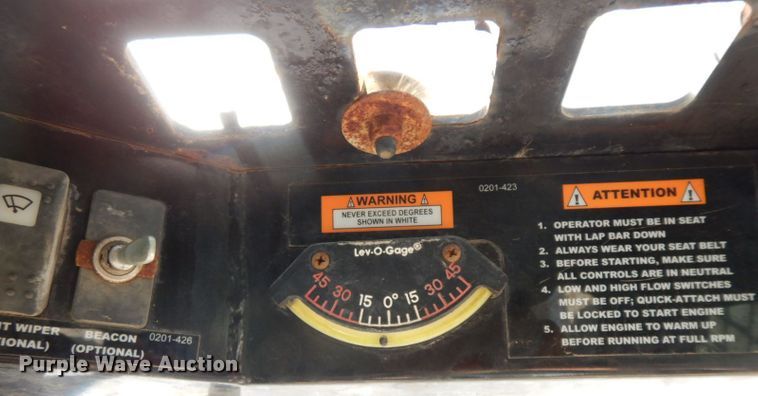 WARNING
NEVER EXCEED DEGREES
SHOWN IN WHITE
0201-423
Lev-O-Gage®
45 30 15 0° 15 30 45
ATTENTION
1. OPERATOR MUST BE IN SEAT
WITH LAP BAR DOWN
2. ALWAYS WEAR YOUR SEAT BELT
3. BEFORE STARTING, MAKE SURE
ALL CONTROLS ARE IN NEUTRAL
4. LOW AND HIGH FLOW SWITCHES
MUST BE OFF; QUICK-ATTACH MUST
BE LOCKED TO START ENGINE
5. ALLOW ENGINE TO WARM UP
BEFORE RUNNING AT FULL RPM
WIPER
BEACON
(OPTIONAL)
0201-426
Purple Wave Auction